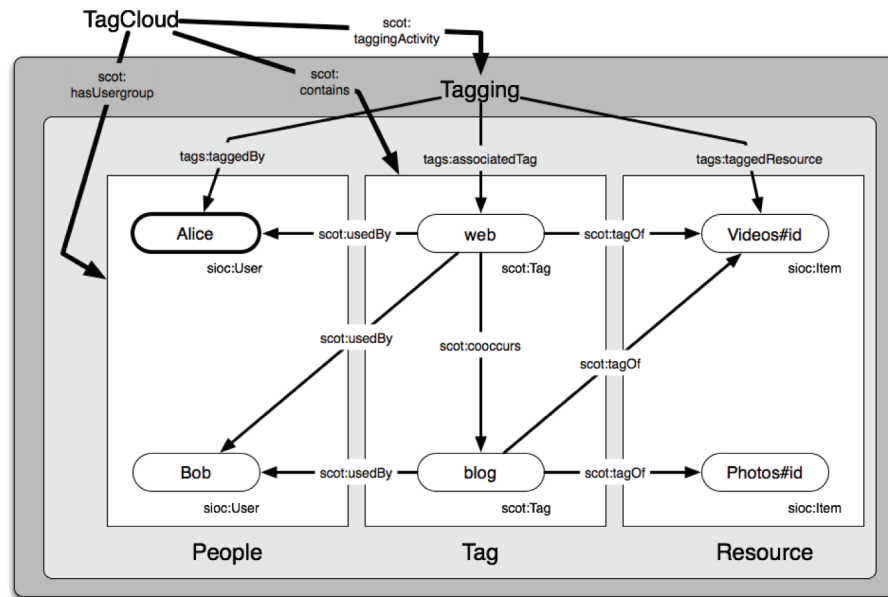 TagCloud
scot:
taggingActivity
scot:
hasUsergroup
scot:
contains
Tagging
tags:taggedBy
tags:associatedTag
tags:taggedResource
Alice
scot:usedBy
web
scot:tagOf
Videos#id
sioc:User
scot:Tag
sioc:Item
scot:usedBy
scot:cooccurs
scot:tagOf
Bob
scot:usedBy
blog
scot:tagOf
Photos#id
sioc:User
scot:Tag
sioc:Item
People
Tag
Resource